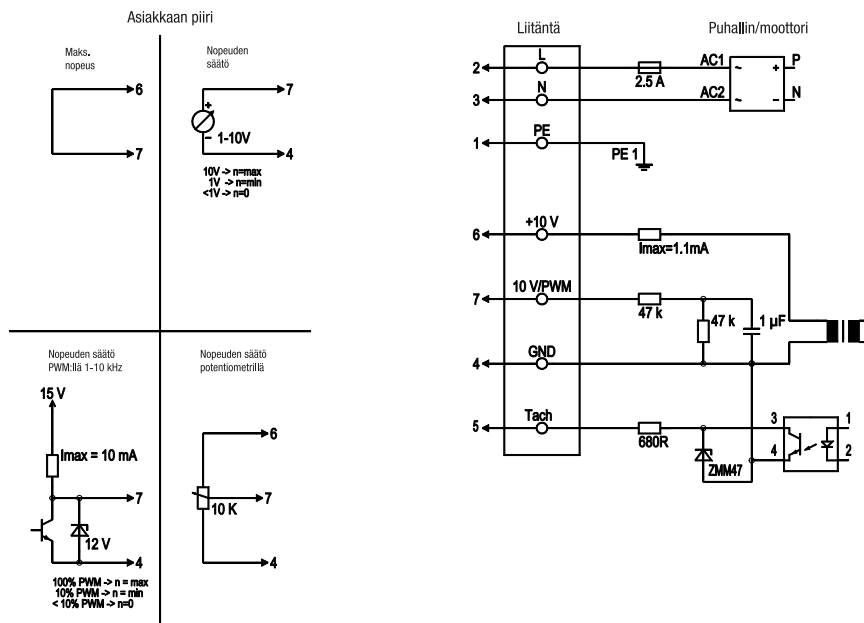 Asiakkaan piiri
Maks.
nopeus
6
7
Nopeuden
säätö
7
+
–
1-10V
4
10V -> n=max
1V -> n=min
<1V -> n=0
Nopeuden säätö
PWM:llä 1-10 kHz
15 V
Imax = 10 mA
7
12 V
4
100% PWM -> n = max
10% PWM -> n = min
< 10% PWM -> n=0
Nopeuden säätö
potentiometrillä
6
7
10 K
4
Liitäntä
Puhallin/moottori
2
L
2.5 A
AC1
~
+
P
3
N
AC2
~
–
N
1
PE
PE 1
6
+10 V
Imax=1.1mA
7
10 V/PWM
47 k
47 k
1 µF
4
GND
5
Tach
680R
ZMM47
3
4
1
2